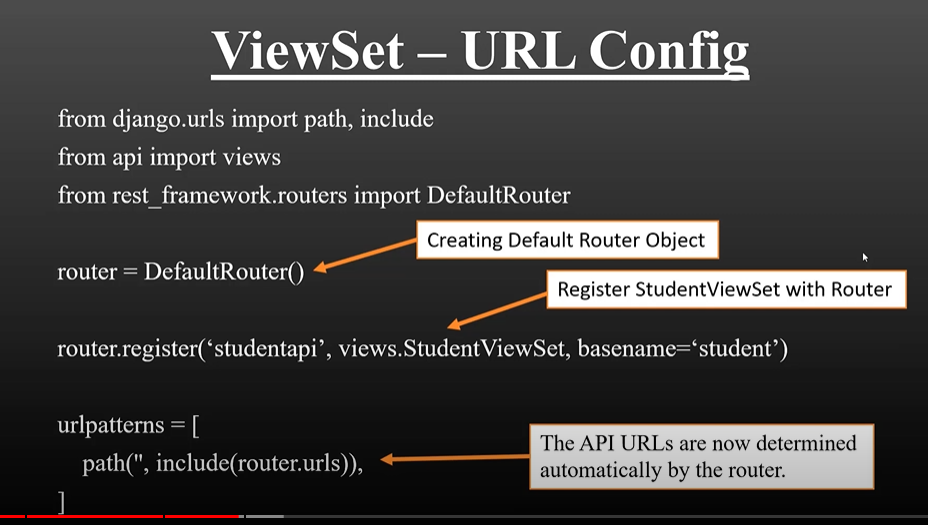 ViewSet – URL Config
from django.urls import path, include
from api import views
from rest_framework.routers import DefaultRouter
Creating Default Router Object
router = DefaultRouter()
Register StudentViewSet with Router
router.register(‘studentapi’, views.StudentViewSet, basename=‘student’)
urlpatterns = [
path('', include(router.urls)),
The API URLs are now determined
automatically by the router.
]